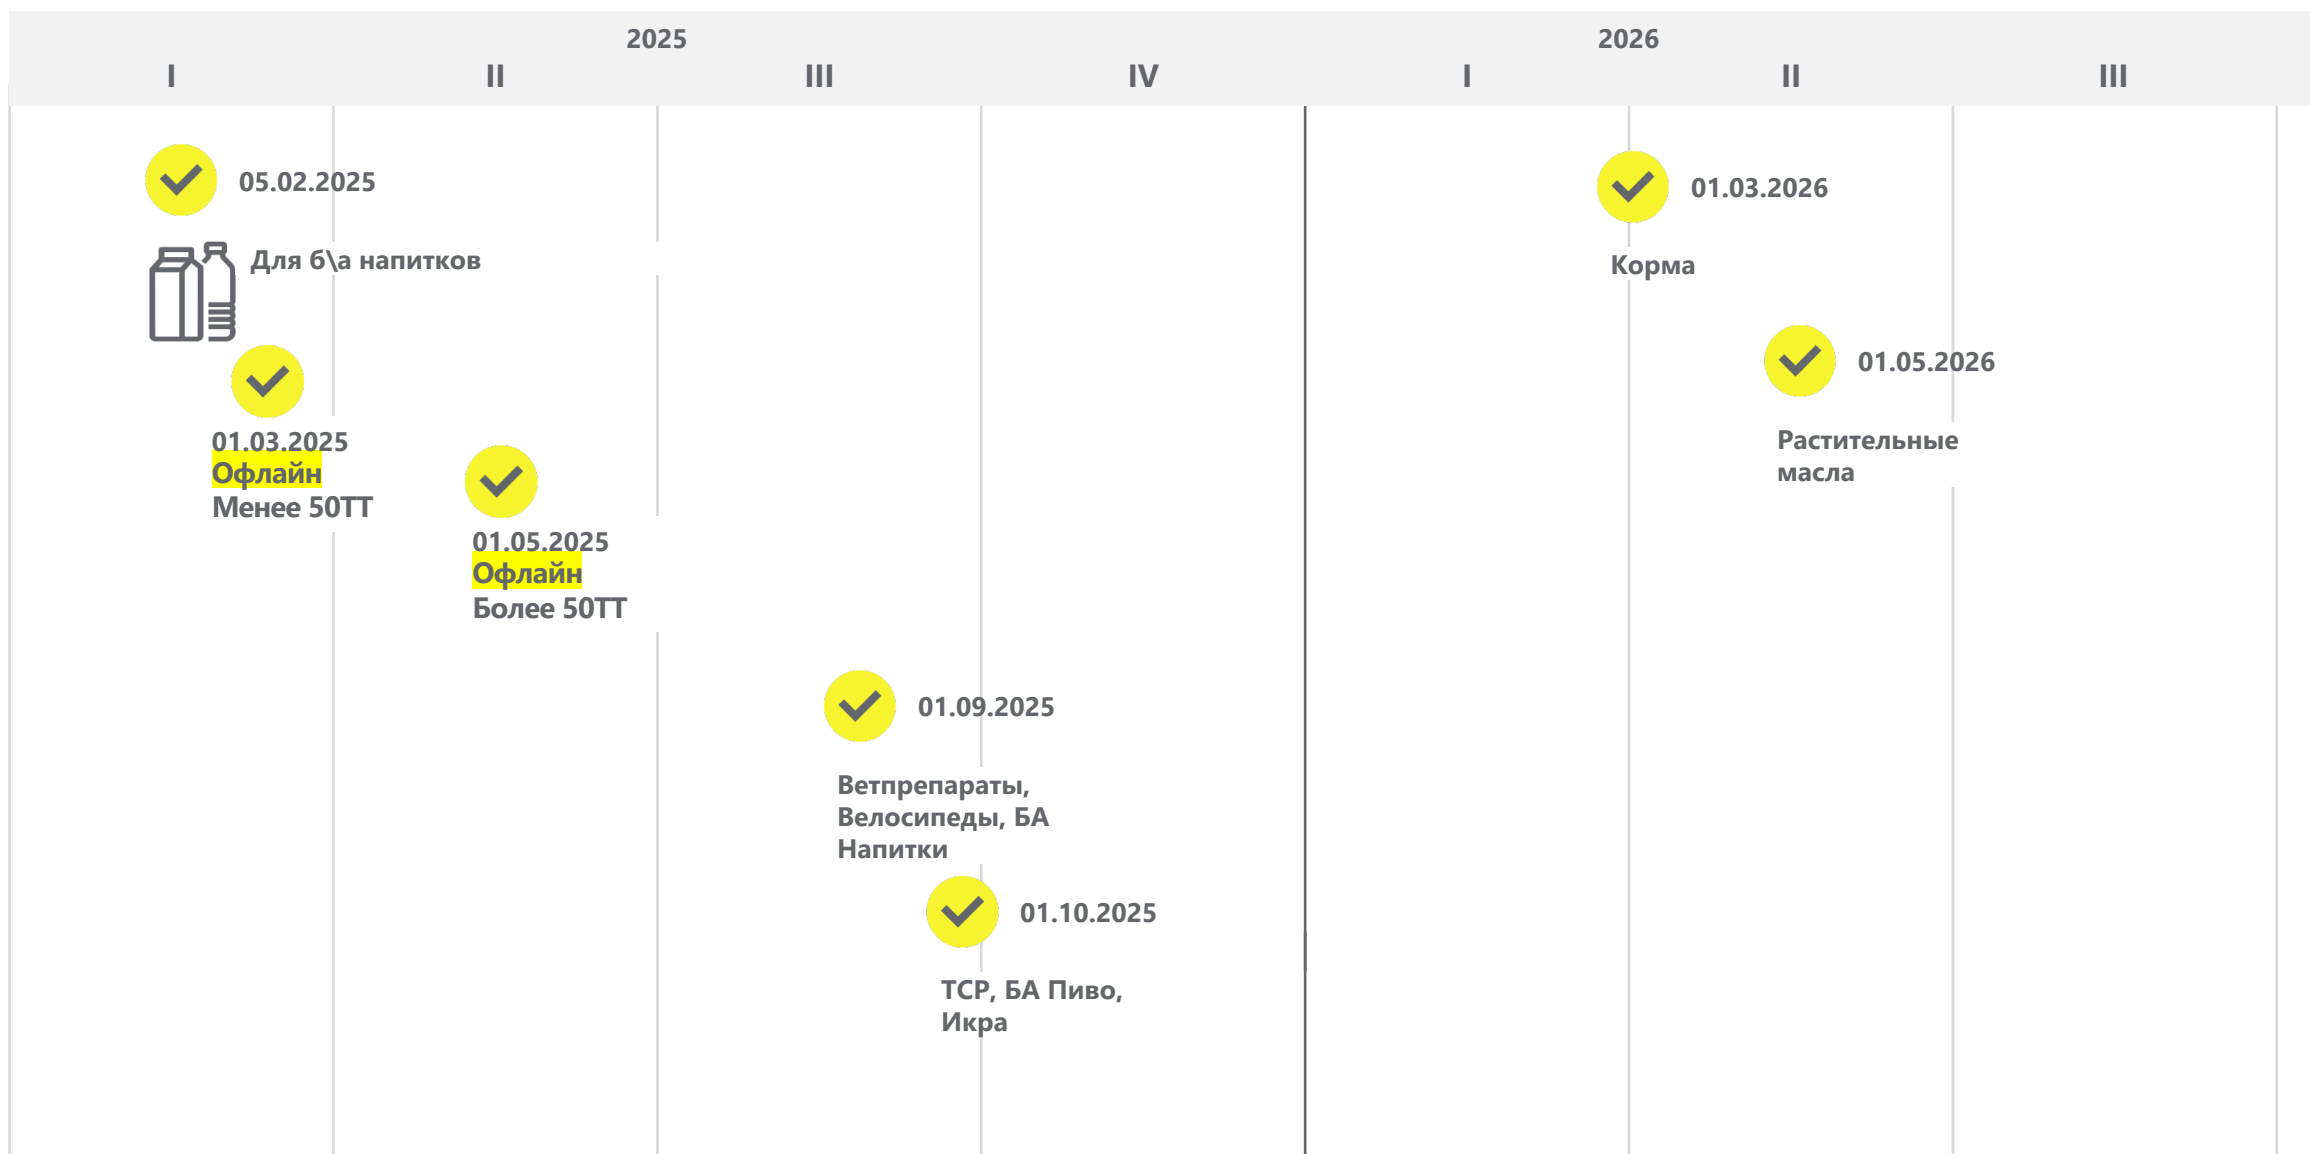 2025
2026
I
II
III
IV
I
II
III
05.02.2025
Для б\а напитков
01.03.2025
Офлайн
Менее 50ТТ
01.05.2025
Офлайн
Более 50ТТ
01.09.2025
Ветпрепараты,
Велосипеды, БА
Напитки
01.10.2025
ТСР, БА Пиво,
Икра
01.03.2026
Корма
01.05.2026
Растительные
масла